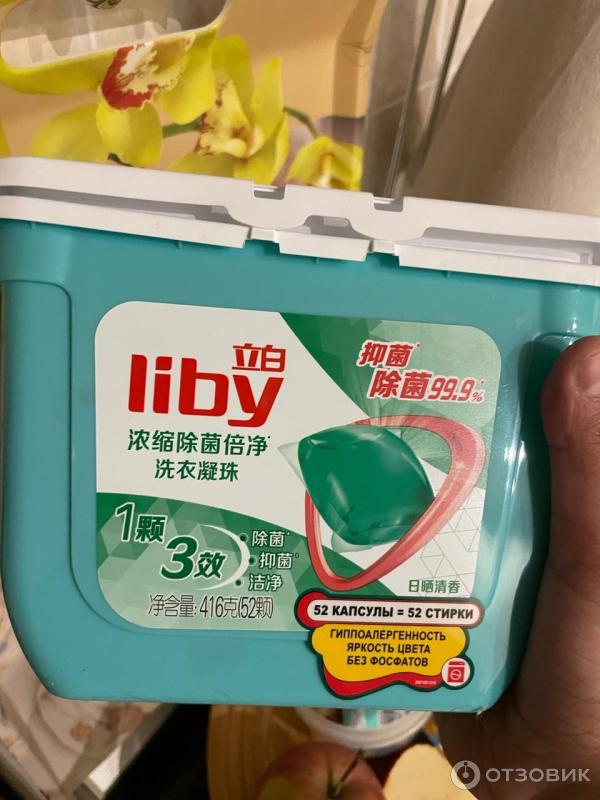 立白
liby
抑菌*
除菌99.9%*
浓缩除菌倍净*
洗衣凝珠
1颗
3效
除菌*
抑菌°
洁净
净含量: 416克(52颗)
日晒清香
52 КАПСУЛЫ = 52 СТИРКИ
ГИППОАЛЕРГЕННОСТЬ
ЯРКОСТЬ ЦВЕТА
БЕЗ ФОСФАТОВ
ОТЗОВИК